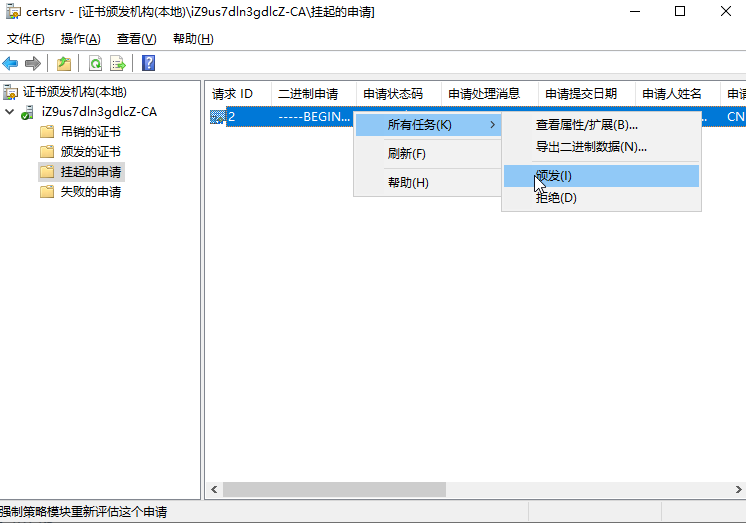 certsrv - [证书颁发机构(本地)\iZ9us7dln3gdlcZ-CA\挂起的申请]
文件(F) 操作(A) 查看(V) 帮助(H)
证书颁发机构(本地)
iZ9us7dln3gdlcZ-CA
吊销的证书
颁发的证书
挂起的申请
失败的申请
请求 ID 二进制申请 申请状态码 申请处理消息 申请提交日期 申请人姓名 申请
2 -----BEGIN... CN
所有任务(K)
刷新(F)
帮助(H)
查看属性/扩展(B)...
导出二进制数据(N)...
颁发(I)
拒绝(D)
强制策略模块重新评估这个申请